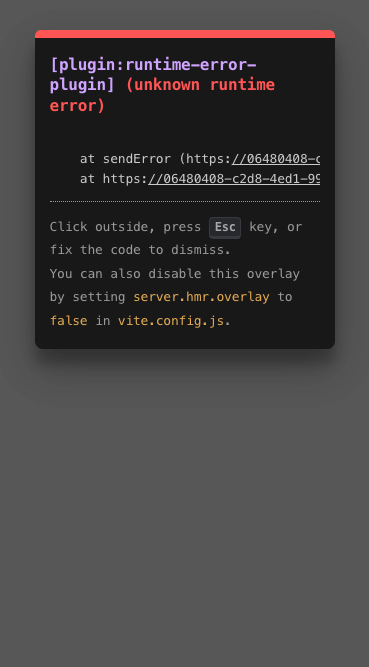 [plugin:runtime-error-
plugin] (unknown runtime
error)
at sendError (https://06480408-c
at https://06480408-c2d8-4ed1-99
Click outside, press Esc key, or
fix the code to dismiss.
You can also disable this overlay
by setting server.hmr.overlay to
false in vite.config.js.